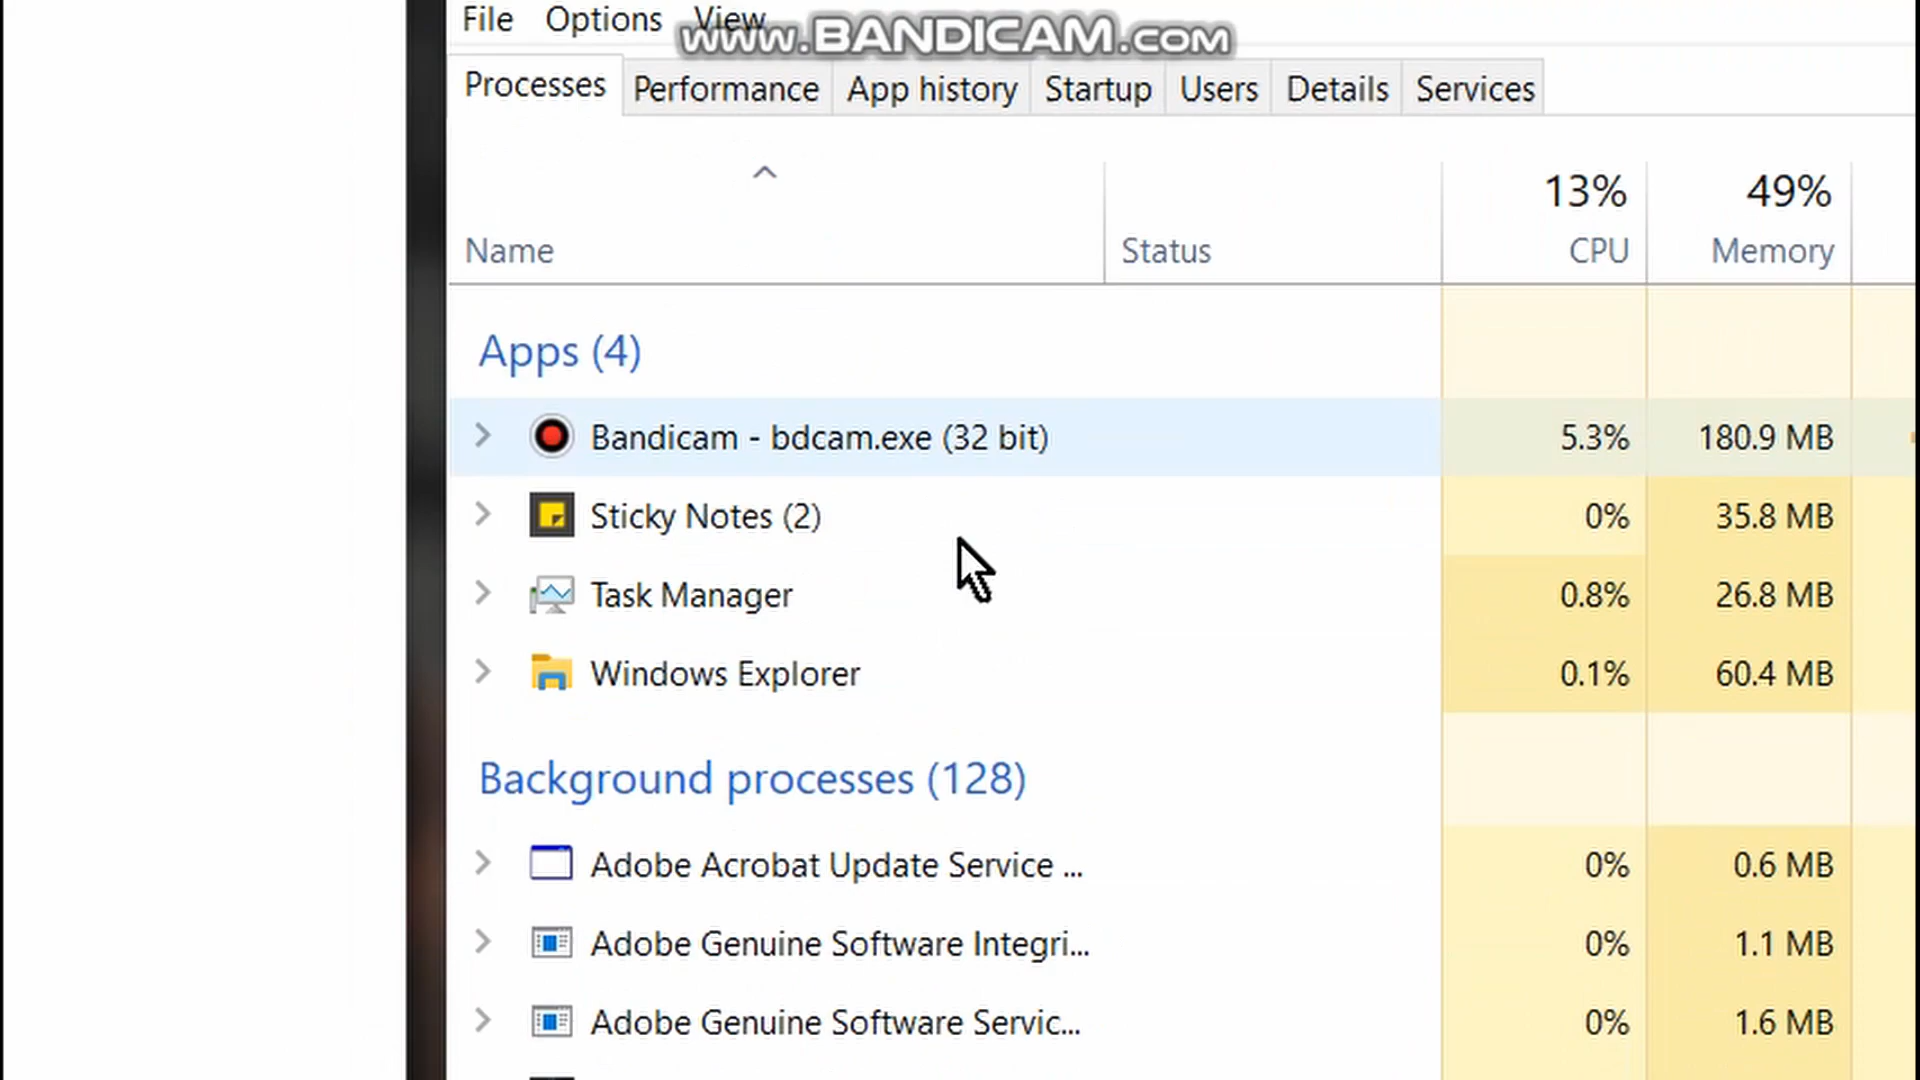 File Options View
www.BANDICAM.com
Processes Performance App history Startup Users Details Services
13% 49%
Name Status CPU Memory
Apps (4)
Bandicam - bdcam.exe (32 bit) 5.3% 180.9 MB
Sticky Notes (2) 0% 35.8 MB
Task Manager 0.8% 26.8 MB
Windows Explorer 0.1% 60.4 MB
Background processes (128)
Adobe Acrobat Update Service ... 0% 0.6 MB
Adobe Genuine Software Integri... 0% 1.1 MB
Adobe Genuine Software Servic... 0% 1.6 MB